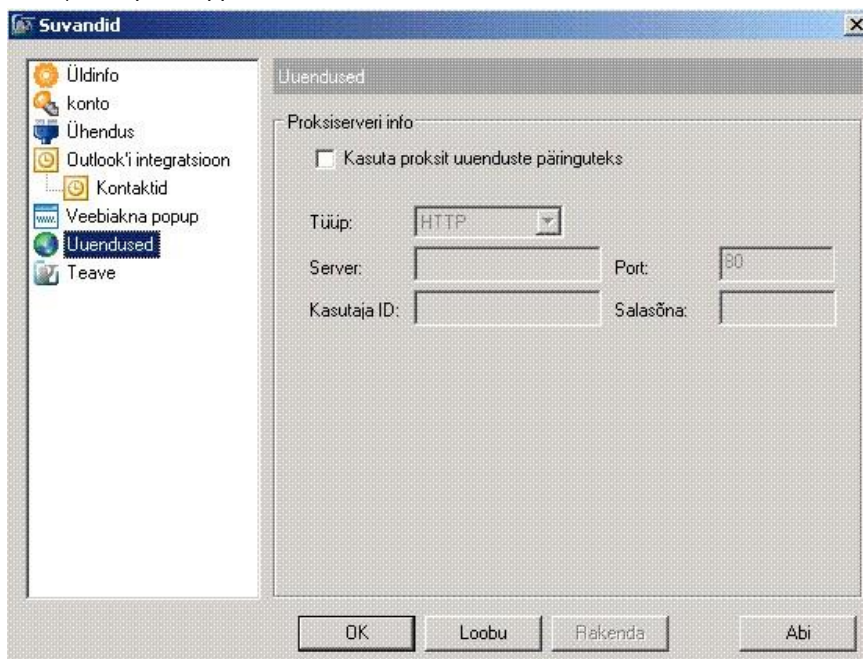 Suvandid
Üldinfo
konto
Ühendus
Outlook'i integratsioon
Kontaktid
Veebiakna popup
Uuendused
Teave
Uuendused
Proksiserveri info
Kasuta proksit uuenduste päringuteks
Tüüp: HTTP
Server: Port: 80
Kasutaja ID: Salasõna:
OK Loobu Rakenda Abi